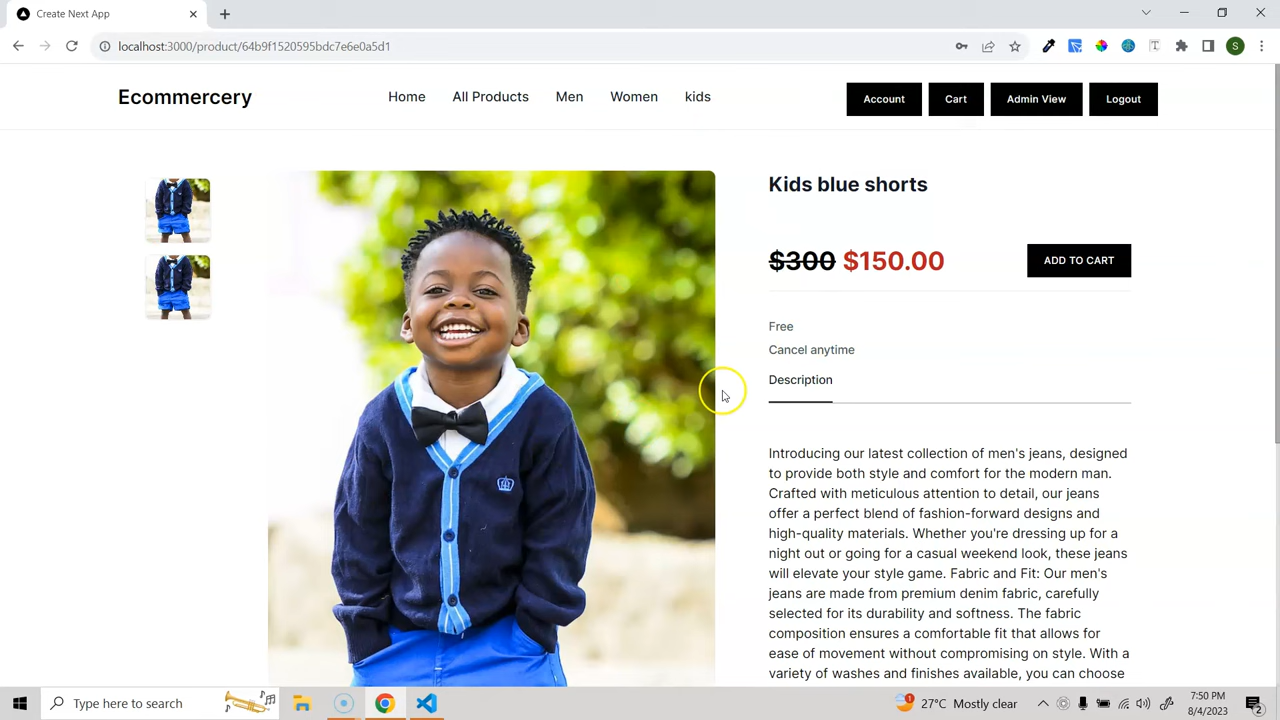 Create Next App
localhost:3000/product/64b9f1520595bdc7e6e0a5d1
S
Ecommercery
Home
All Products
Men
Women
kids
Account
Cart
Admin View
Logout
Kids blue shorts
$300 $150.00
ADD TO CART
Free
Cancel anytime
Description
Introducing our latest collection of men's jeans, designed
to provide both style and comfort for the modern man.
Crafted with meticulous attention to detail, our jeans
offer a perfect blend of fashion-forward designs and
high-quality materials. Whether you're dressing up for a
night out or going for a casual weekend look, these jeans
will elevate your style game. Fabric and Fit: Our men's
jeans are made from premium denim fabric, carefully
selected for its durability and softness. The fabric
composition ensures a comfortable fit that allows for
ease of movement without compromising on style. With a
variety of washes and finishes available, you can choose
Type here to search
1
27°C Mostly clear
7:50 PM
8/4/2023
2